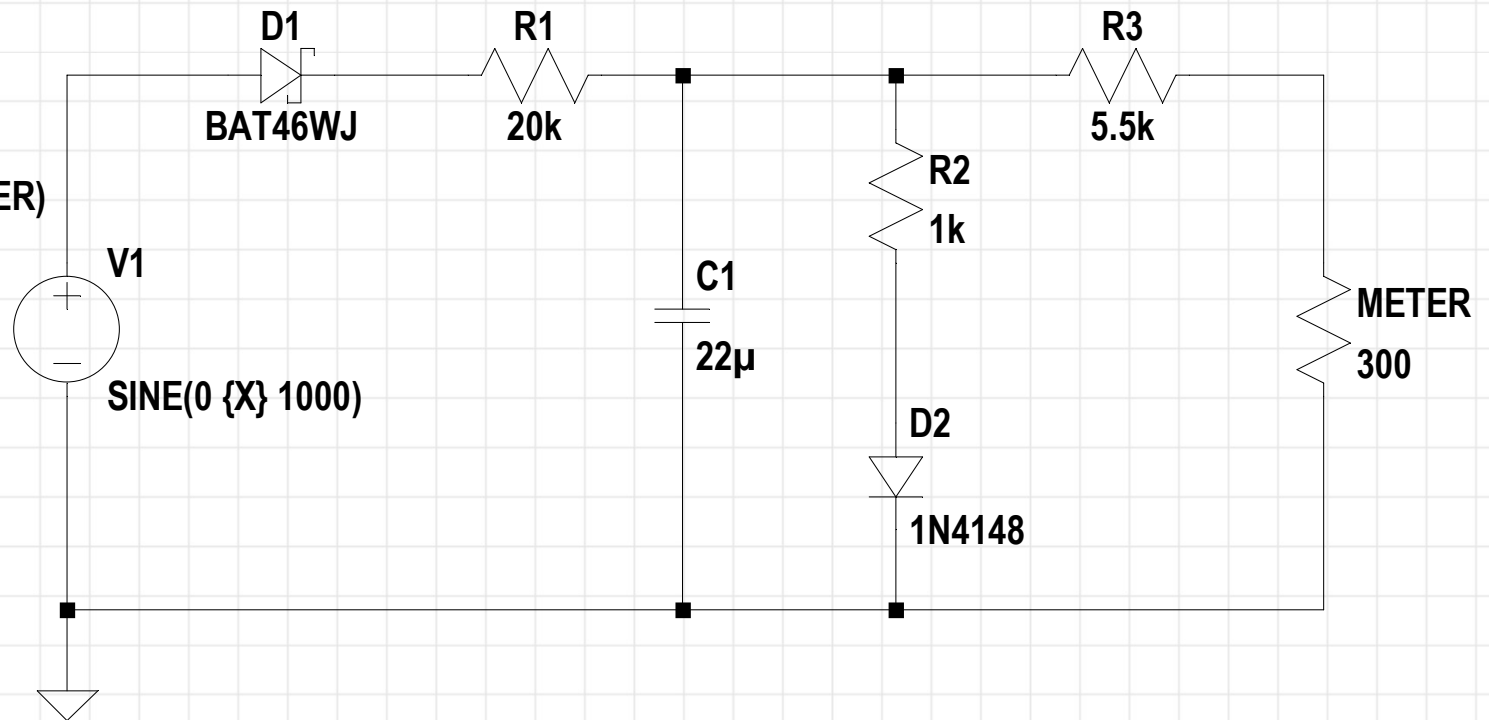 D1
BAT46WJ
R1
20k
R3
5.5k
R2
1k
ER)
V1
SINE(0 {X} 1000)
C1
22µ
METER
300
D2
1N4148